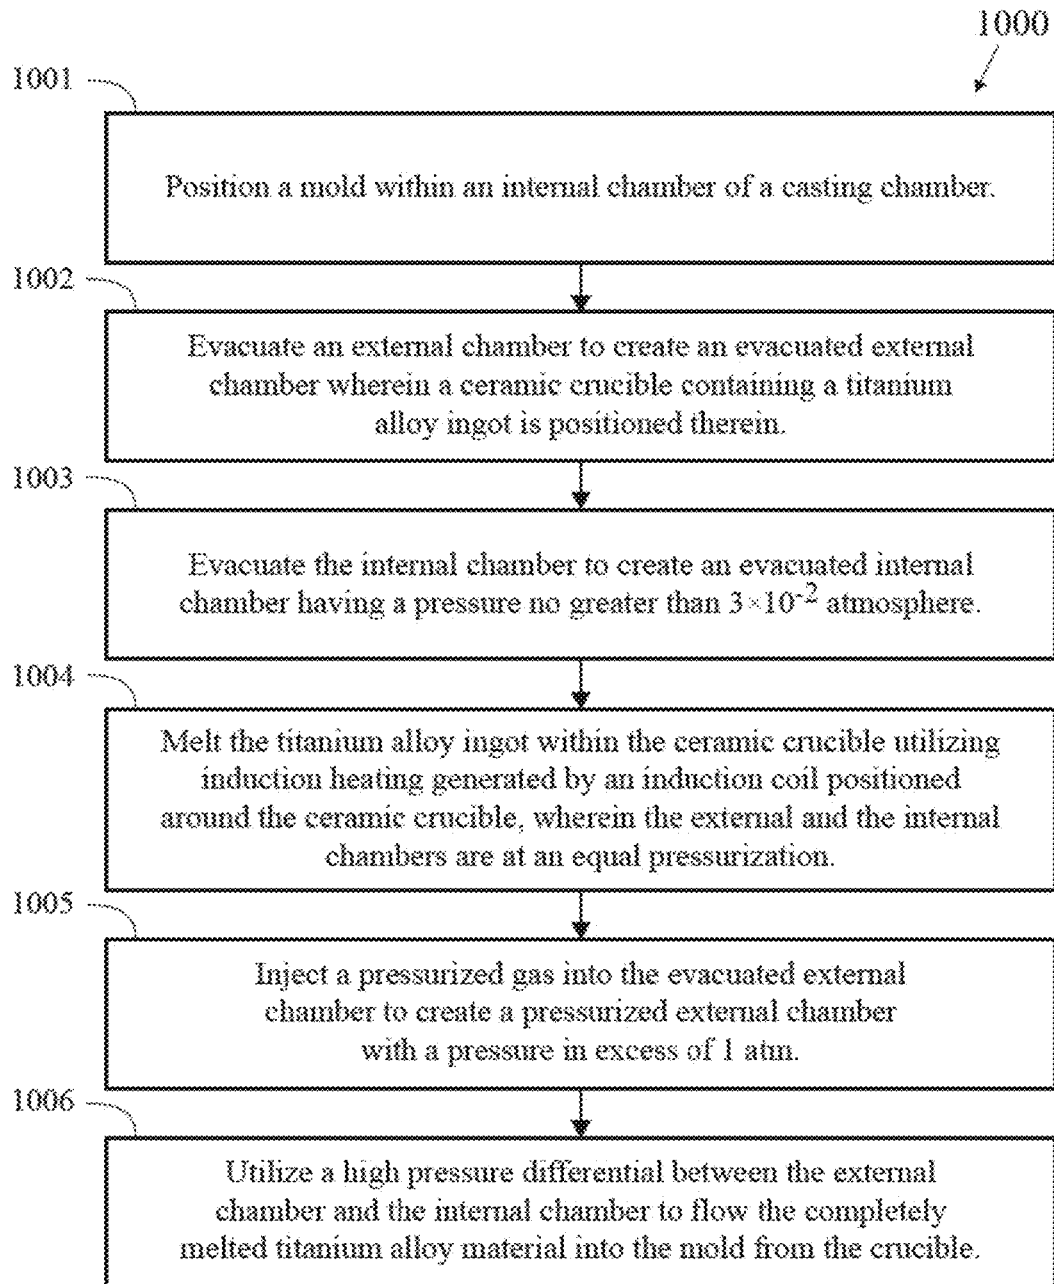 1000
1001
Position a mold within an internal chamber of a casting chamber.
1002
Evacuate an external chamber to create an evacuated external
chamber wherein a ceramic crucible containing a titanium
alloy ingot is positioned therein.
1003
Evacuate the internal chamber to create an evacuated internal
chamber having a pressure no greater than 3×10⁻² atmosphere.
1004
Melt the titanium alloy ingot within the ceramic crucible utilizing
induction heating generated by an induction coil positioned
around the ceramic crucible, wherein the external and the internal
chambers are at an equal pressurization.
1005
Inject a pressurized gas into the evacuated external
chamber to create a pressurized external chamber
with a pressure in excess of 1 atm.
1006
Utilize a high pressure differential between the external
chamber and the internal chamber to flow the completely
melted titanium alloy material into the mold from the crucible.